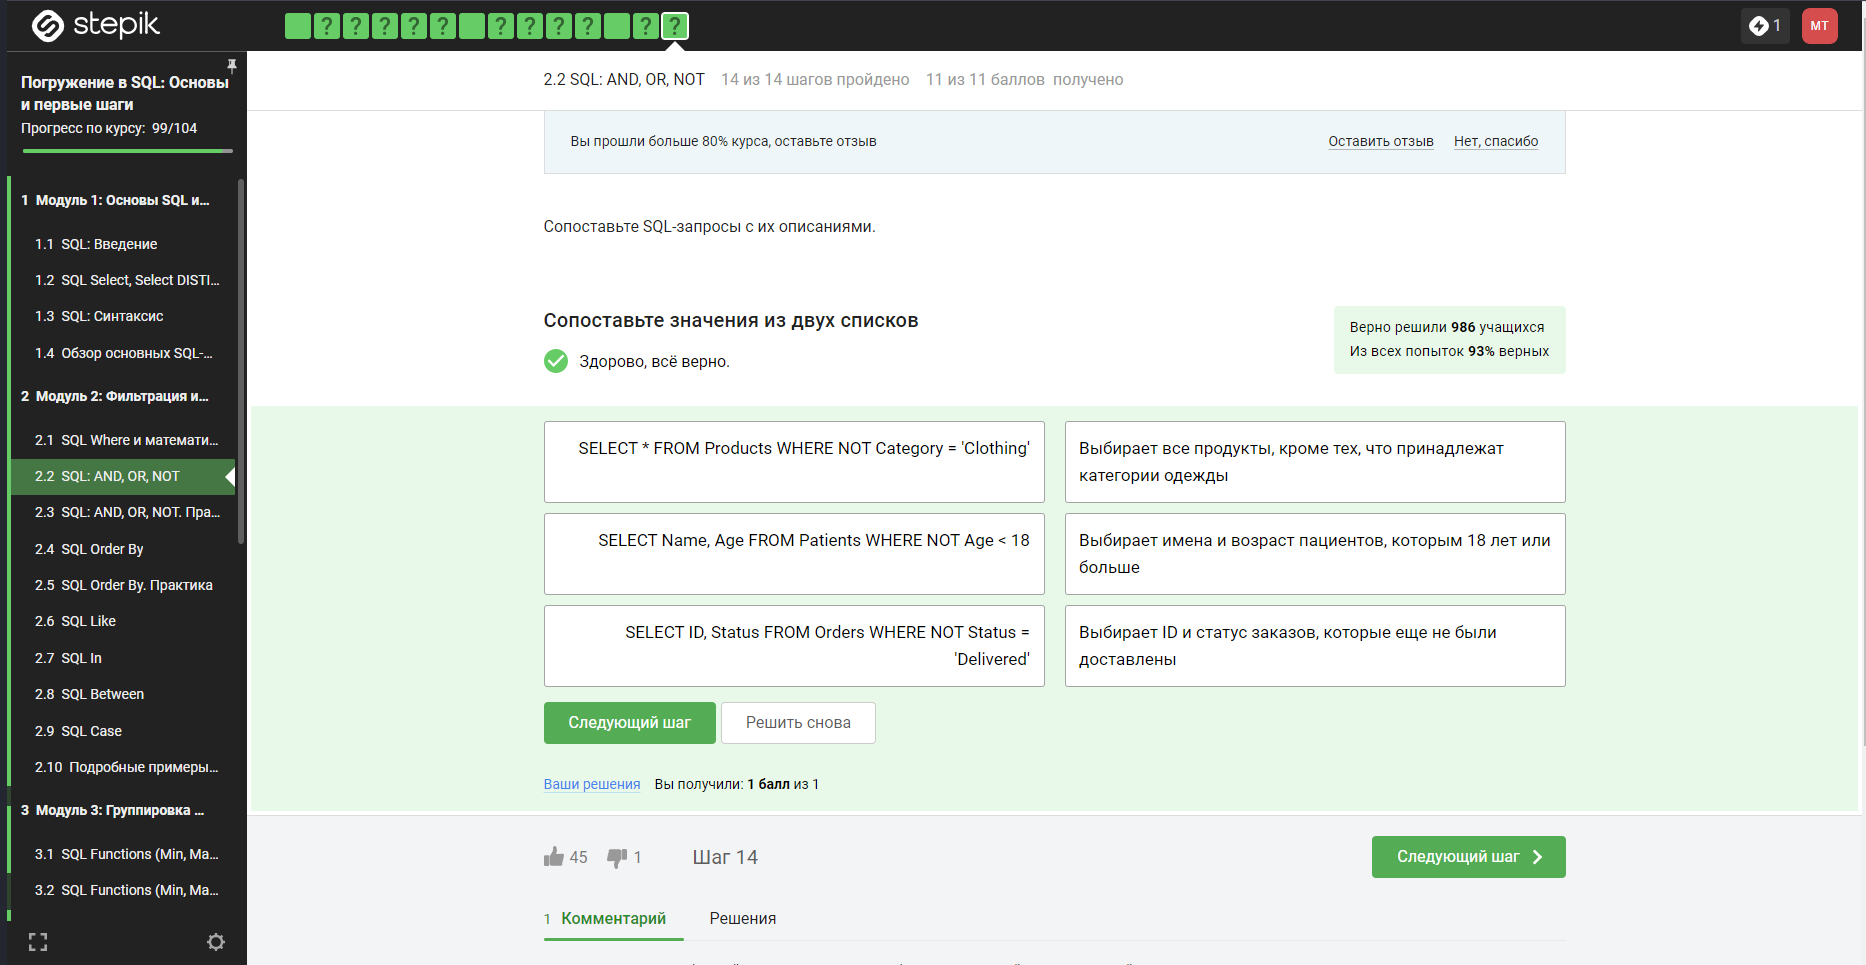 stepik
? ? ? ? ? ? ? ? ? ? ?
1
MT
Погружение в SQL: Основы
и первые шаги
Прогресс по курсу: 99/104
1 Модуль 1: Основы SQL и...
1.1 SQL: Введение
1.2 SQL Select, Select DISTI...
1.3 SQL: Синтаксис
1.4 Обзор основных SQL-...
2 Модуль 2: Фильтрация и...
2.1 SQL Where и математи...
2.2 SQL: AND, OR, NOT
2.3 SQL: AND, OR, NOT. Пра...
2.4 SQL Order By
2.5 SQL Order By. Практика
2.6 SQL Like
2.7 SQL In
2.8 SQL Between
2.9 SQL Case
2.10 Подробные примеры...
3 Модуль 3: Группировка ...
3.1 SQL Functions (Min, Ma...
3.2 SQL Functions (Min, Ma...
2.2 SQL: AND, OR, NOT 14 из 14 шагов пройдено 11 из 11 баллов получено
Вы прошли больше 80% курса, оставьте отзыв
Оставить отзыв
Нет, спасибо
Сопоставьте SQL-запросы с их описаниями.
Сопоставьте значения из двух списков
Здорово, всё верно.
Верно решили 986 учащихся
Из всех попыток 93% верных
SELECT * FROM Products WHERE NOT Category = 'Clothing'
Выбирает все продукты, кроме тех, что принадлежат
категории одежды
SELECT Name, Age FROM Patients WHERE NOT Age < 18
Выбирает имена и возраст пациентов, которым 18 лет или
больше
SELECT ID, Status FROM Orders WHERE NOT Status =
'Delivered'
Выбирает ID и статус заказов, которые еще не были
доставлены
Следующий шаг
Решить снова
Ваши решения Вы получили: 1 балл из 1
45
1
Шаг 14
Следующий шаг
1 Комментарий
Решения